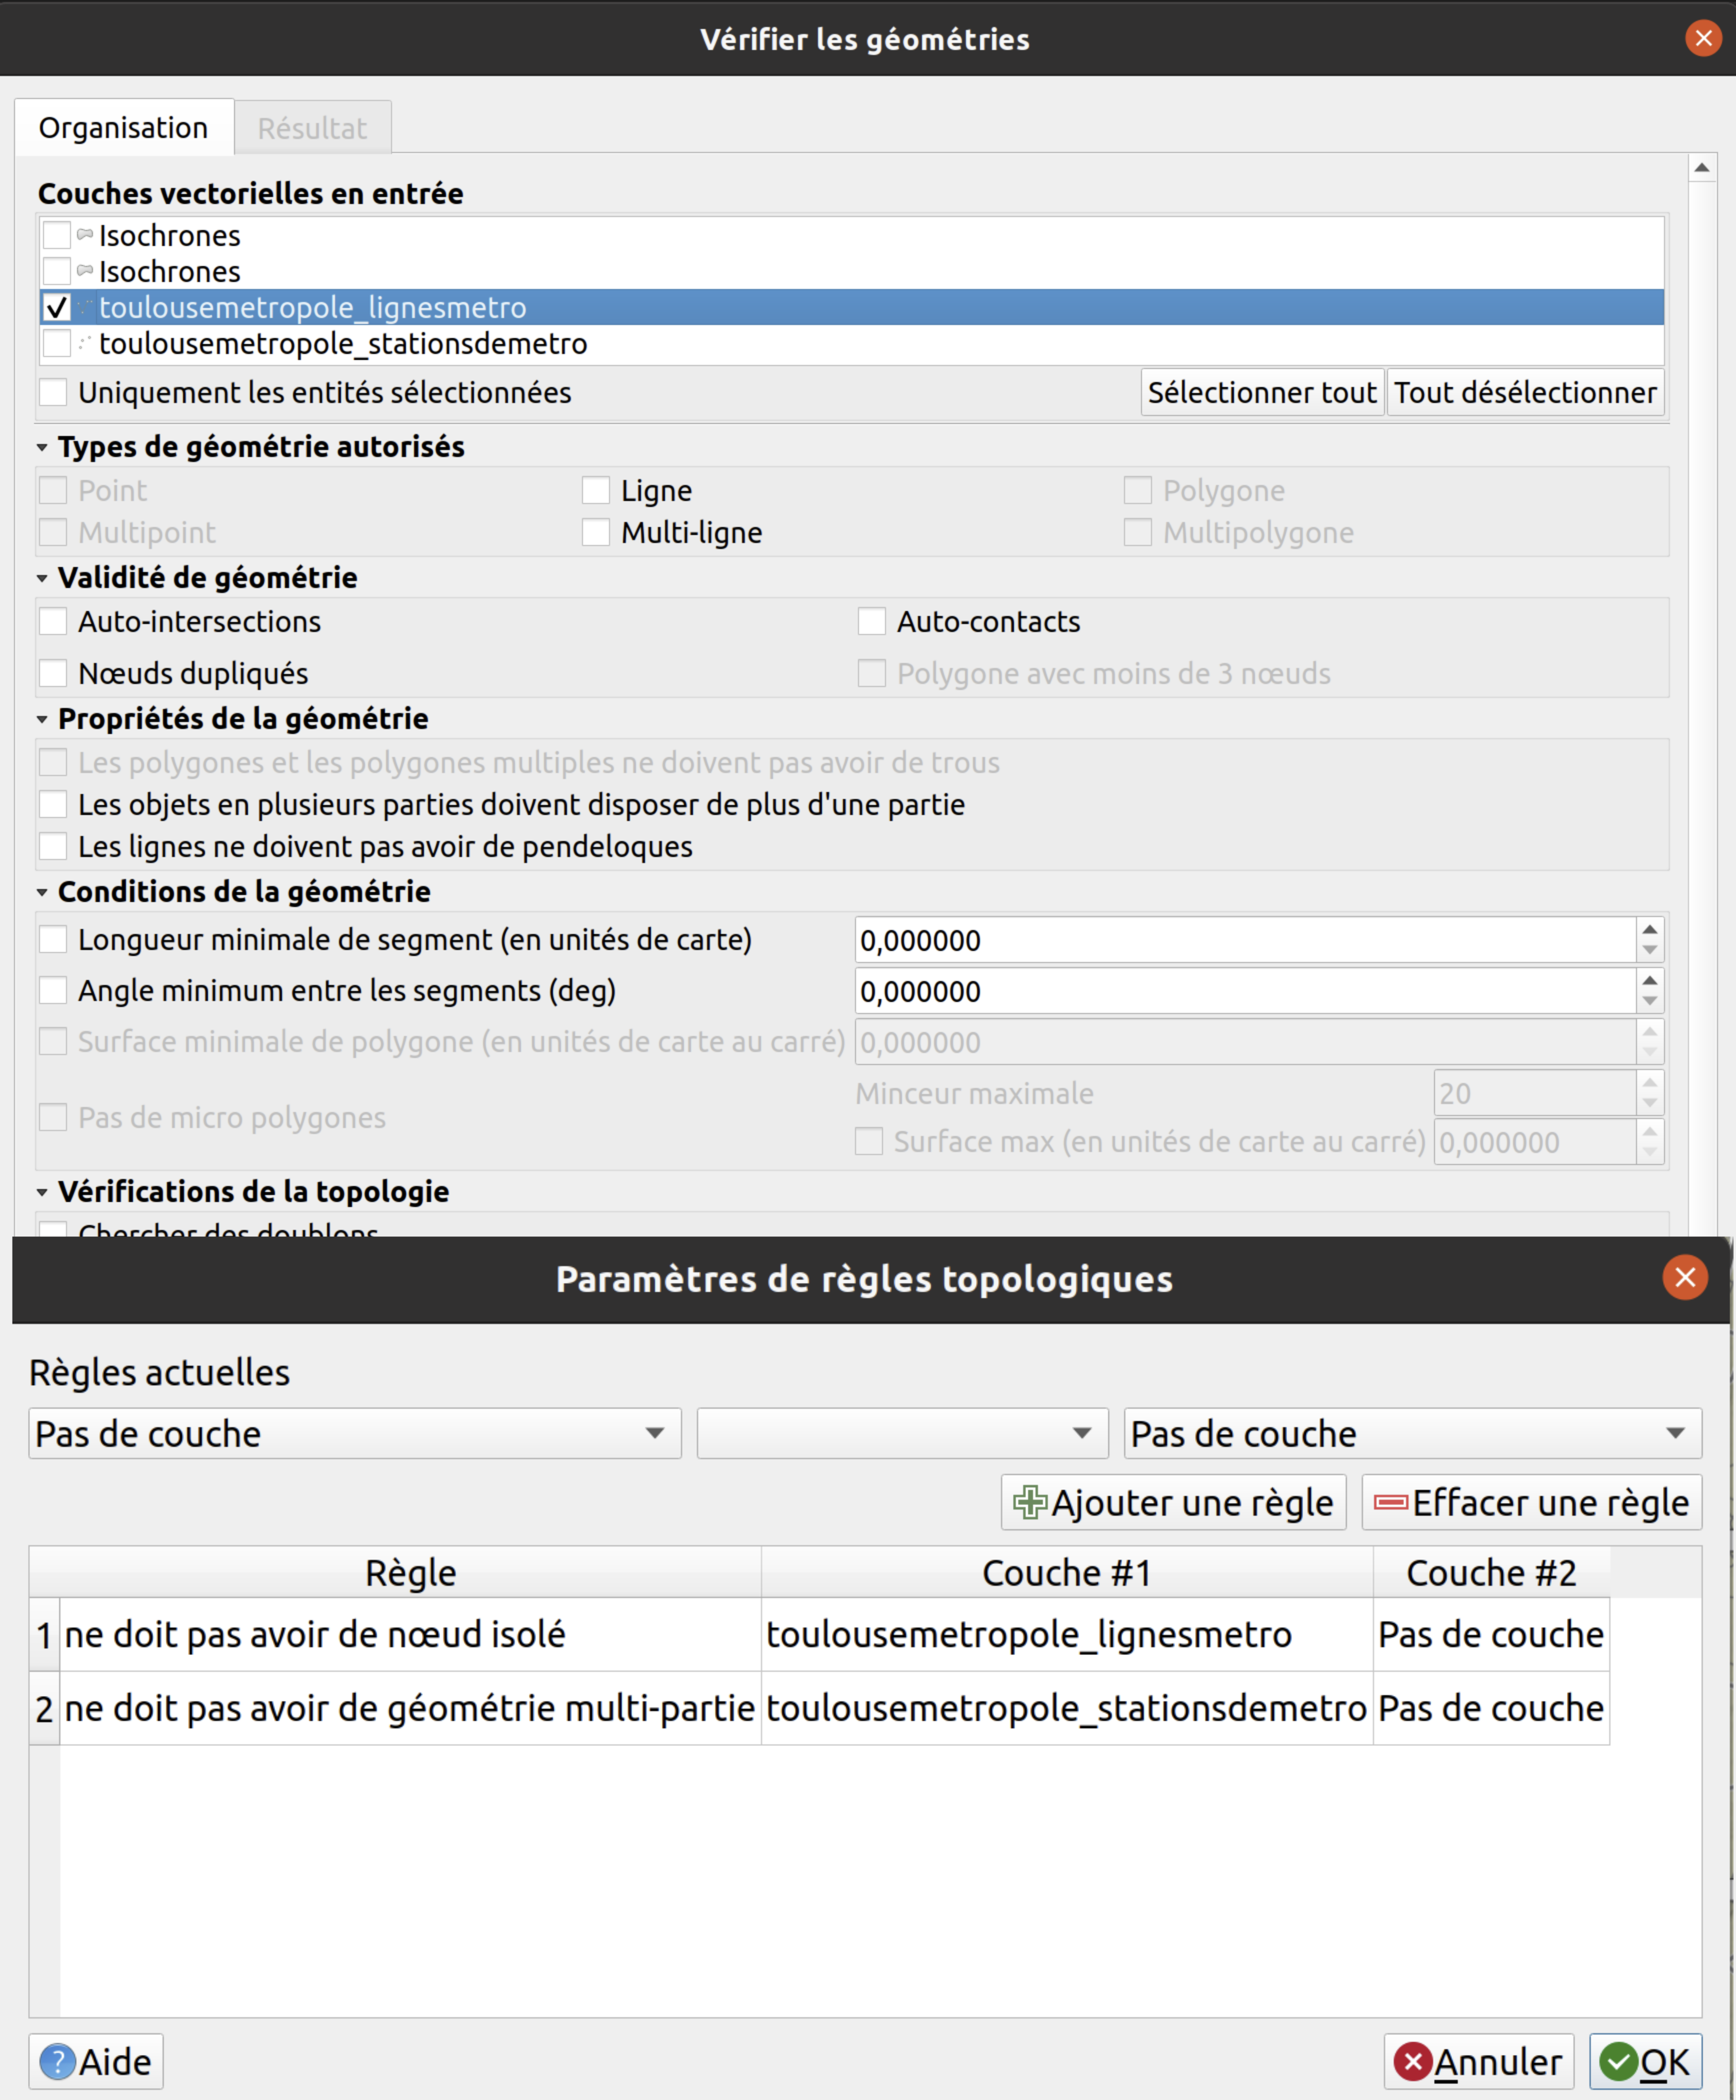 Vérifier les géométries
Organisation
Résultat
Couches vectorielles en entrée
Isochrones
Isochrones
toulousemetropole_lignesmetro
toulousemetropole_stationsdemetro
Uniquement les entités sélectionnées Sélectionner tout Tout désélectionner
Types de géométrie autorisés
Point Ligne Polygone
Multipoint Multi-ligne Multipolygone
Validité de géométrie
Auto-intersections Auto-contacts
Nœuds dupliqués Polygone avec moins de 3 nœuds
Propriétés de la géométrie
Les polygones et les polygones multiples ne doivent pas avoir de trous
Les objets en plusieurs parties doivent disposer de plus d'une partie
Les lignes ne doivent pas avoir de pendeloques
Conditions de la géométrie
Longueur minimale de segment (en unités de carte) 0,000000
Angle minimum entre les segments (deg) 0,000000
Surface minimale de polygone (en unités de carte au carré) 0,000000
Minceur maximale 20
Pas de micro polygones
Surface max (en unités de carte au carré) 0,000000
Vérifications de la topologie
Chercher des doublons
Paramètres de règles topologiques
Règles actuelles
Pas de couche Pas de couche
Ajouter une règle Effacer une règle
Règle Couche #1 Couche #2
1 ne doit pas avoir de nœud isolé toulousemetropole_lignesmetro Pas de couche
2 ne doit pas avoir de géométrie multi-partie toulousemetropole_stationsdemetro Pas de couche
Aide Annuler OK